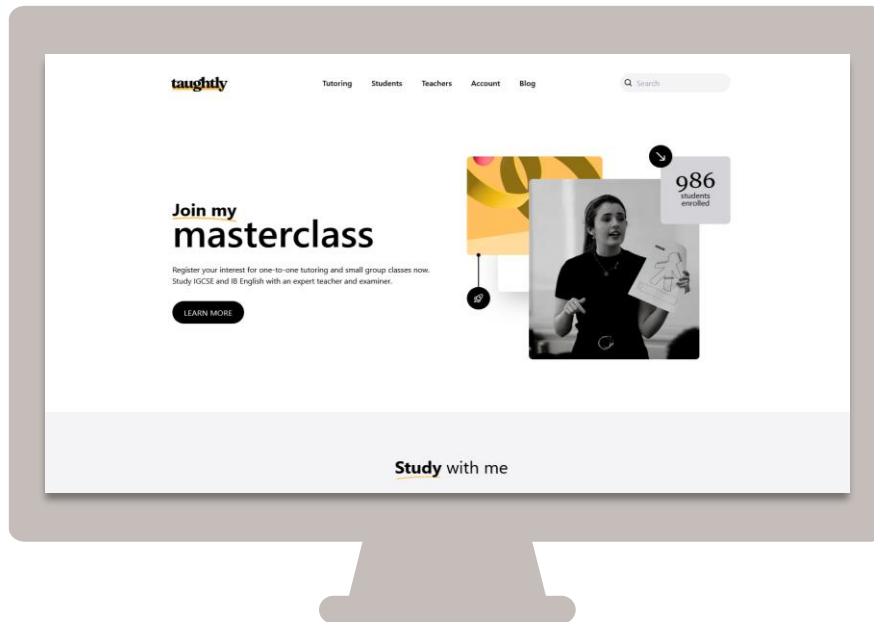 taughtly
Tutoring Students Teachers Account Blog
Search
986
students
enrolled
Join my
masterclass
Register your interest for one-to-one tutoring and small group classes now.
Study IGCSE and IB English with an expert teacher and examiner.
LEARN MORE
Study with me